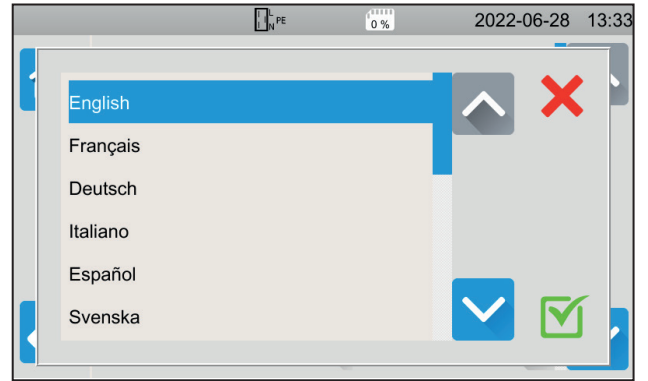 L
N PE 0 % 2022-06-28 13:33
English
Français
Deutsch
Italiano
Español
Svenska